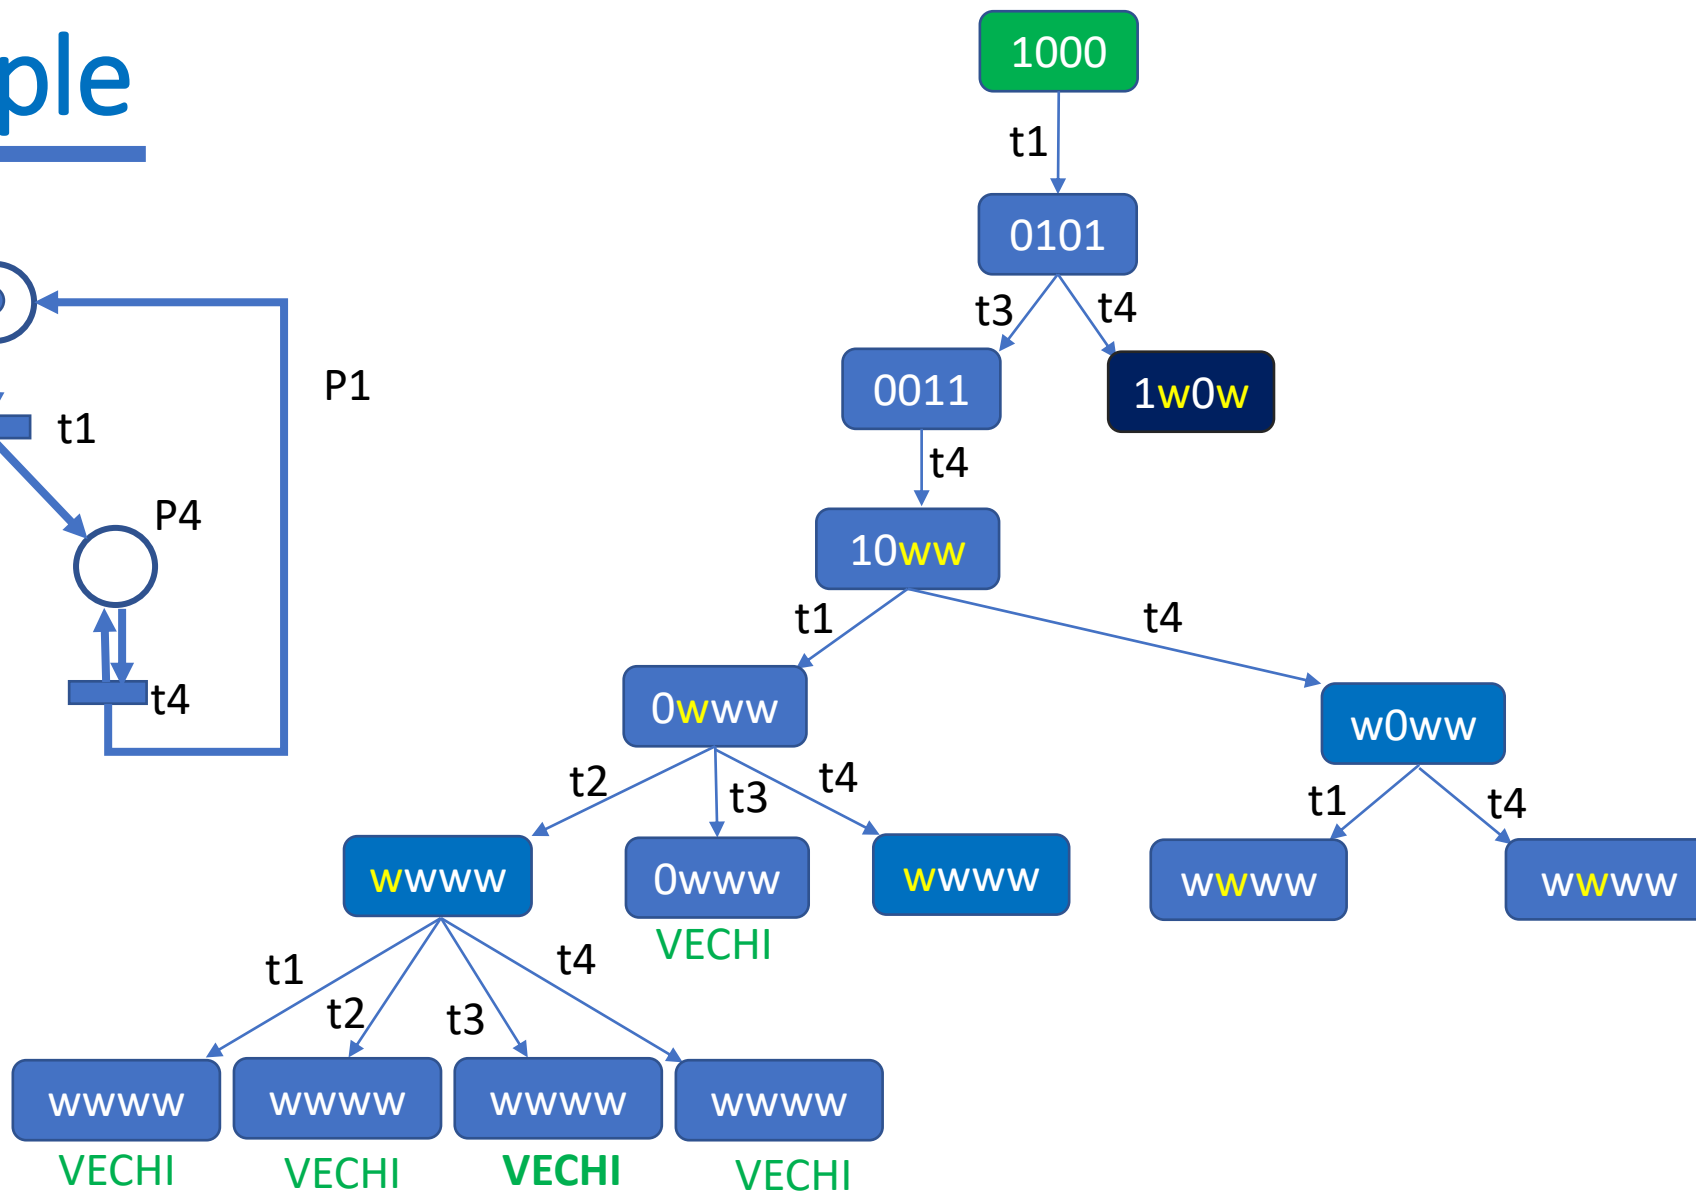 ple
1000
t1
0101
t3 t4
P1
0011 1w0w
t1
t4
P4
10ww
t1 t4
t4
0www w0ww
t2 t3 t4
t1 t4
wwww 0www wwww wwww wwww
VECHI
t1 t2 t3 t4
wwww wwww wwww wwww
VECHI VECHI VECHI VECHI